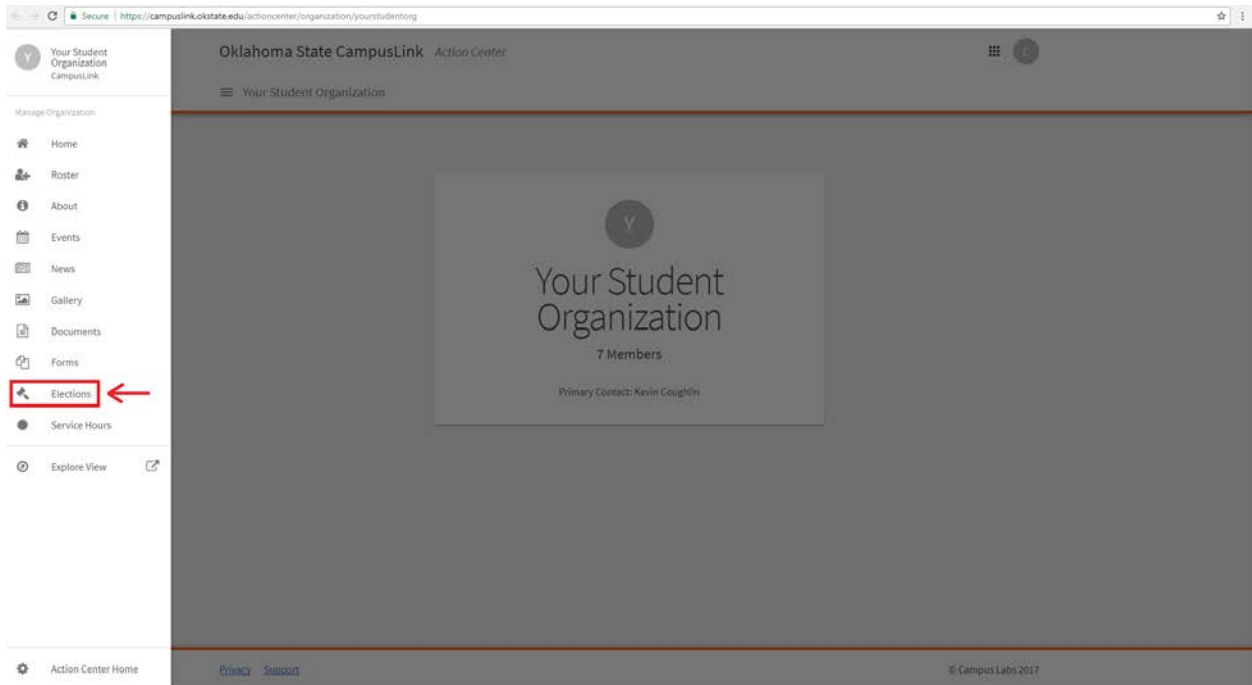 Secure | https://campuslink.okstate.edu/actioncenter/organization/yourstudentorg
Y
Your Student
Organization
CampusLink
Manage Organization
Home
Roster
About
Events
News
Gallery
Documents
Forms
Elections
Service Hours
Explore View
Action Center Home
Oklahoma State CampusLink Action Center
C
Your Student Organization
Y
Your Student
Organization
7 Members
Primary Contact: Kevin Coughlin
Privacy Support
© Campus Labs 2017